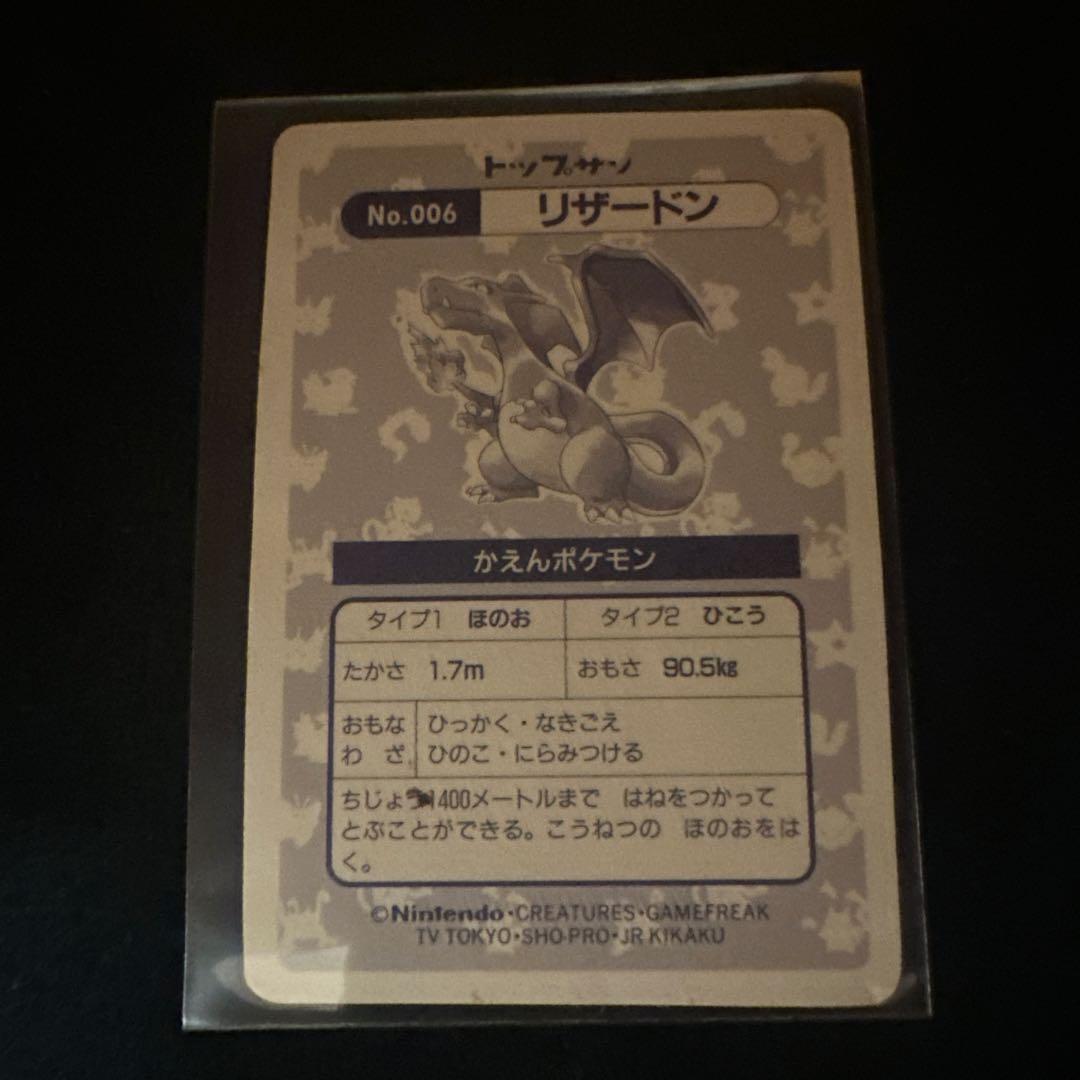 トップサン
No.006 リザードン
かえんポケモン
タイプ1 ほのお タイプ2 ひこう
たかさ 1.7m おもさ 90.5kg
おもな ひっかく・なきごえ
わ ざ ひのこ・にらみつける
ちじょう1400メートルまで はねをつかって
とぶことができる。こうねつの ほのおをは
く。
©Nintendo・CREATURES・GAMEFREAK
TV TOKYO・SHO-PRO・JR KIKAKU